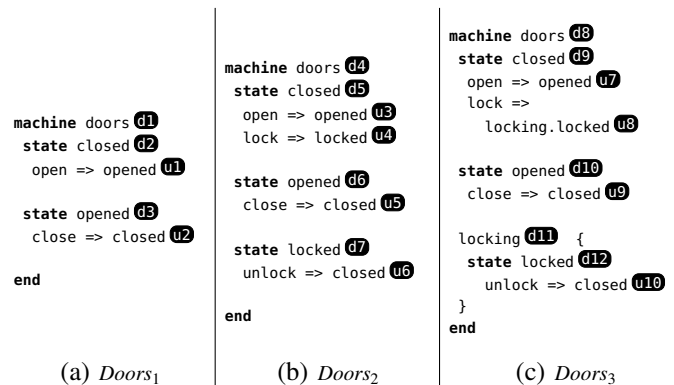 machine doors d1
state closed d2
open => opened u1
state opened d3
close => closed u2
end
(a) Doors1
machine doors d4
state closed d5
open => opened u3
lock => locked u4
state opened d6
close => closed u5
state locked d7
unlock => closed u6
end
(b) Doors2
machine doors d8
state closed d9
open => opened u7
lock =>
locking.locked u8
state opened d10
close => closed u9
locking d11 {
state locked d12
unlock => closed u10
}
end
(c) Doors3